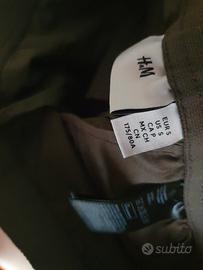 H&M
EUR S
US S
CA P
MX CH
CN
175/80A
subito